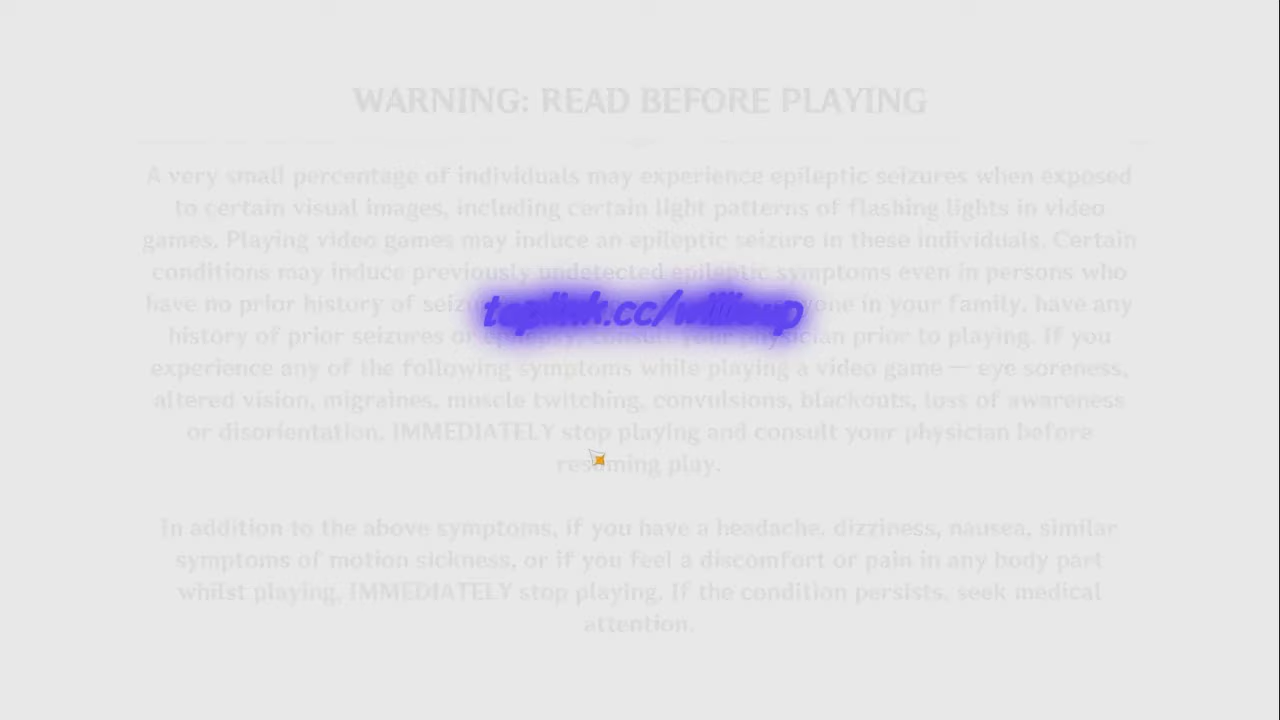 WARNING: READ BEFORE PLAYING
A very small percentage of individuals may experience epileptic seizures when exposed
to certain visual images, including certain light patterns of flashing lights in video
games. Playing video games may induce an epileptic seizure in these individuals. Certain
conditions may induce previously undetected epileptic symptoms even in persons who
have no prior history of in your family, have any
history of prior seizures or epilepsy, consult your physician prior to playing. If you
experience any of the following symptoms while playing a video game — eye soreness,
altered vision, migraines, muscle twitching, convulsions, blackouts, loss of awareness
or disorientation, IMMEDIATELY stop playing and consult your physician before
resuming play.
In addition to the above symptoms, if you have a headache, dizziness, nausea, similar
symptoms of motion sickness, or if you feel a discomfort or pain in any body part
whilst playing, IMMEDIATELY stop playing. If the condition persists, seek medical
attention.